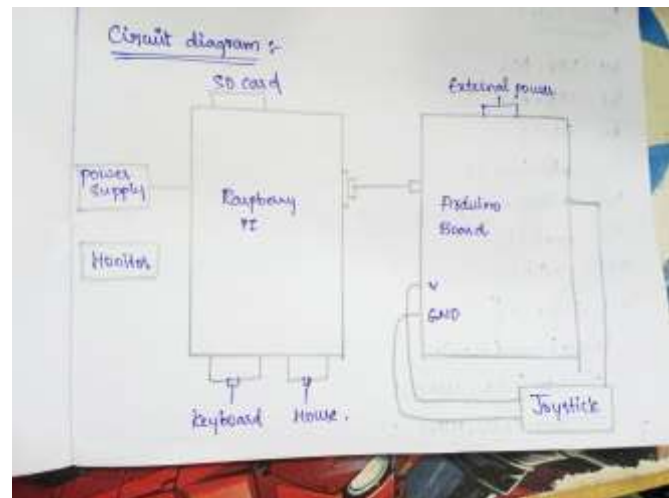 Circuit diagram :-
SD card
External power
power
supply
Raspberry
PI
Arduino
Board
Monitor
V
GND
Keyboard
Mouse.
Joystick